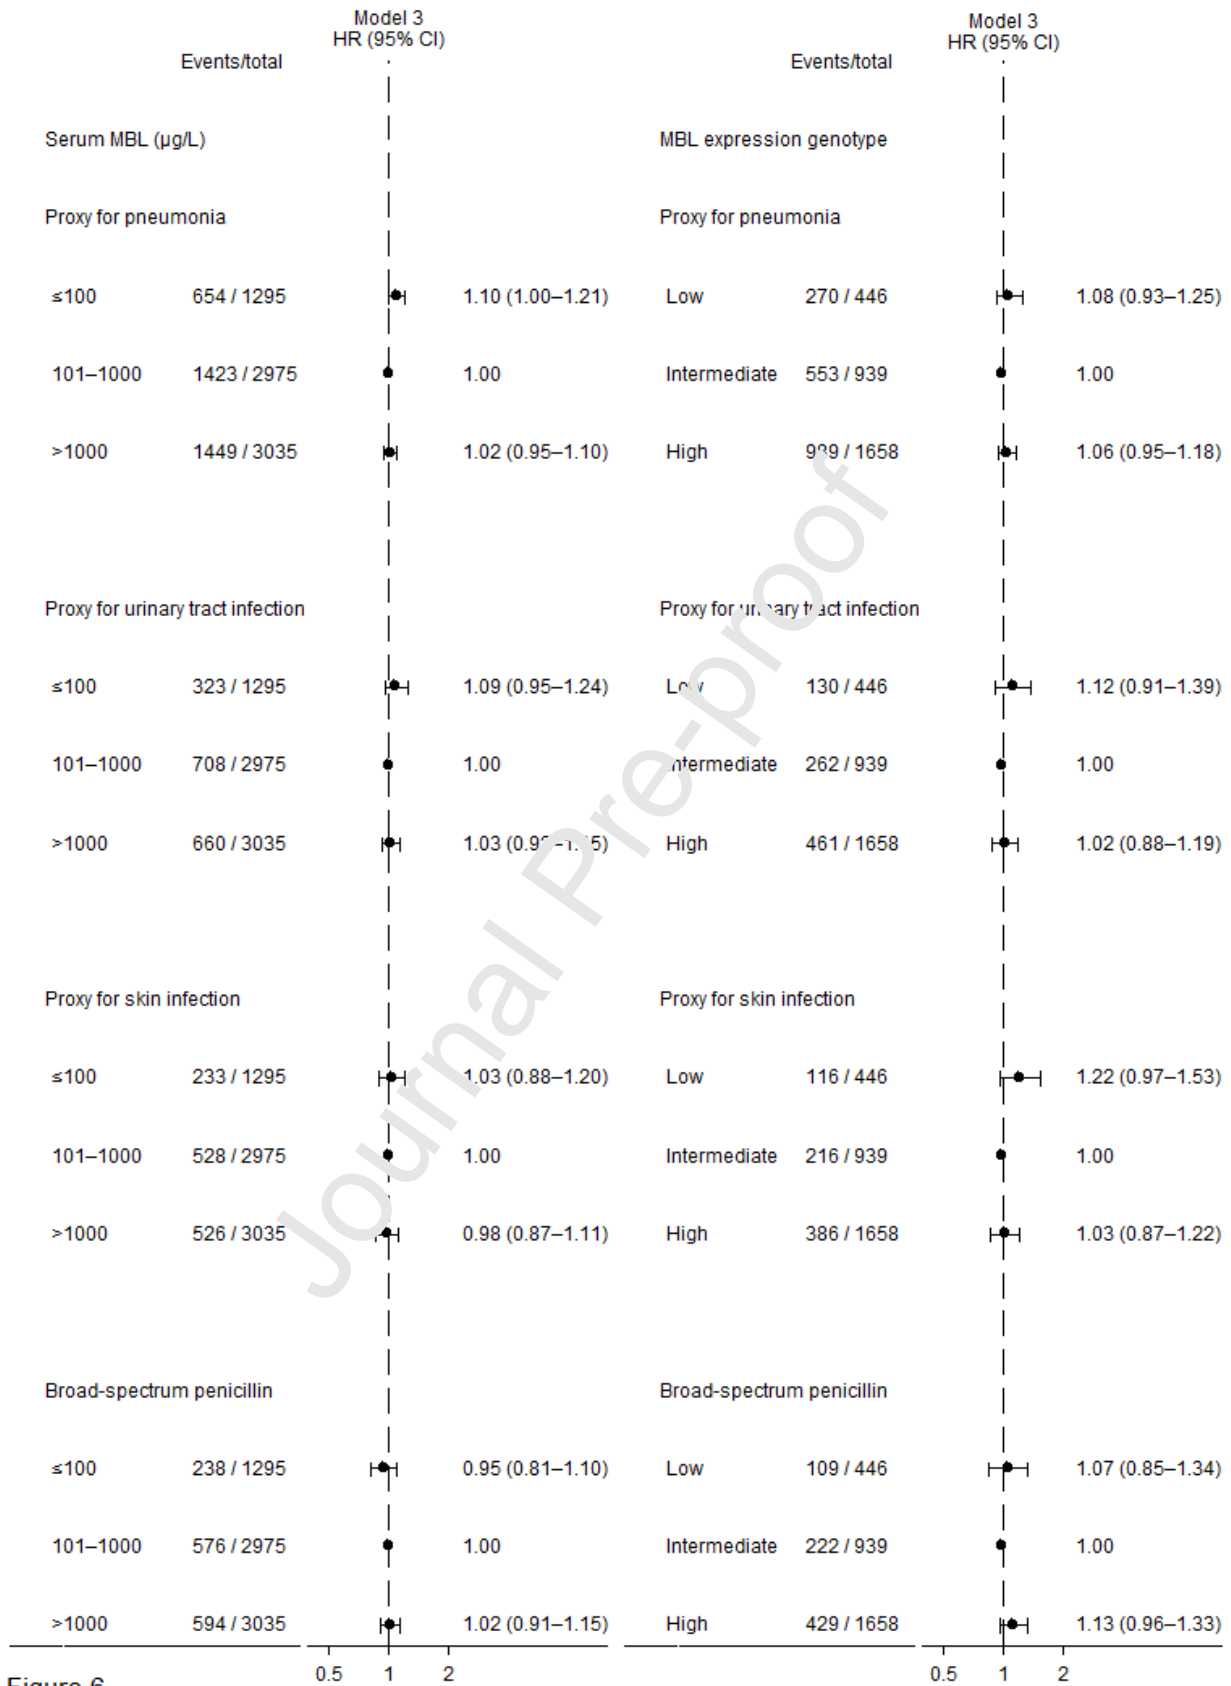 Model 3
HR (95% CI)
Events/total
Serum MBL (µg/L)
Proxy for pneumonia
≤100 654 / 1295 1.10 (1.00–1.21)
101–1000 1423 / 2975 1.00
>1000 1449 / 3035 1.02 (0.95–1.10)
Proxy for urinary tract infection
≤100 323 / 1295 1.09 (0.95–1.24)
101–1000 708 / 2975 1.00
>1000 660 / 3035 1.03
Proxy for skin infection
≤100 233 / 1295 1.03 (0.88–1.20)
101–1000 528 / 2975 1.00
>1000 526 / 3035 0.98 (0.87–1.11)
Broad-spectrum penicillin
≤100 238 / 1295 0.95 (0.81–1.10)
101–1000 576 / 2975 1.00
>1000 594 / 3035 1.02 (0.91–1.15)
0.5 1 2
Model 3
HR (95% CI)
Events/total
MBL expression genotype
Proxy for pneumonia
Low 270 / 446 1.08 (0.93–1.25)
Intermediate 553 / 939 1.00
High / 1658 1.06 (0.95–1.18)
Proxy for urinary tract infection
Low 130 / 446 1.12 (0.91–1.39)
Intermediate 262 / 939 1.00
High 461 / 1658 1.02 (0.88–1.19)
Proxy for skin infection
Low 116 / 446 1.22 (0.97–1.53)
Intermediate 216 / 939 1.00
High 386 / 1658 1.03 (0.87–1.22)
Broad-spectrum penicillin
Low 109 / 446 1.07 (0.85–1.34)
Intermediate 222 / 939 1.00
High 429 / 1658 1.13 (0.96–1.33)
0.5 1 2
Figure 6
Journal Pre-proof